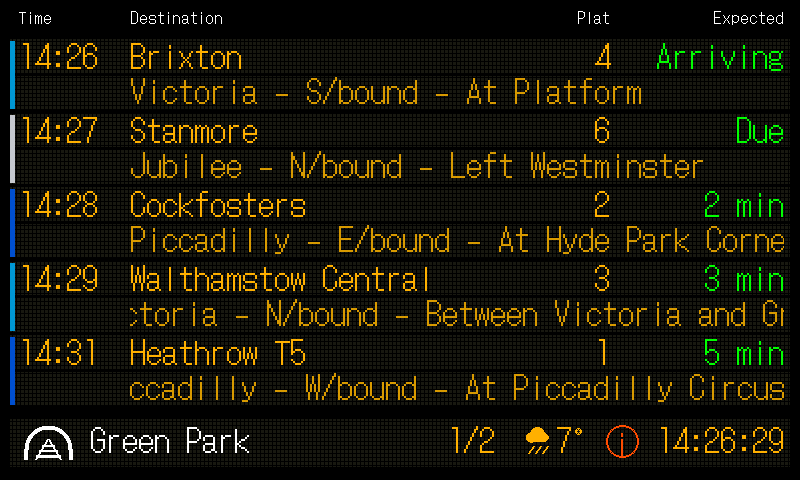 Time Destination Plat Expected
14:26 Brixton 4 Arriving
Victoria - S/bound - At Platform
14:27 Stanmore 6 Due
Jubilee - N/bound - Left Westminster
14:28 Cockfosters 2 2 min
Piccadilly - E/bound - At Hyde Park Corne
14:29 Walthamstow Central 3 3 min
ctoria - N/bound - Between Victoria and Gr
14:31 Heathrow T5 1 5 min
ccadilly - W/bound - At Piccadilly Circus
Green Park 1/2 7° i 14:26:29